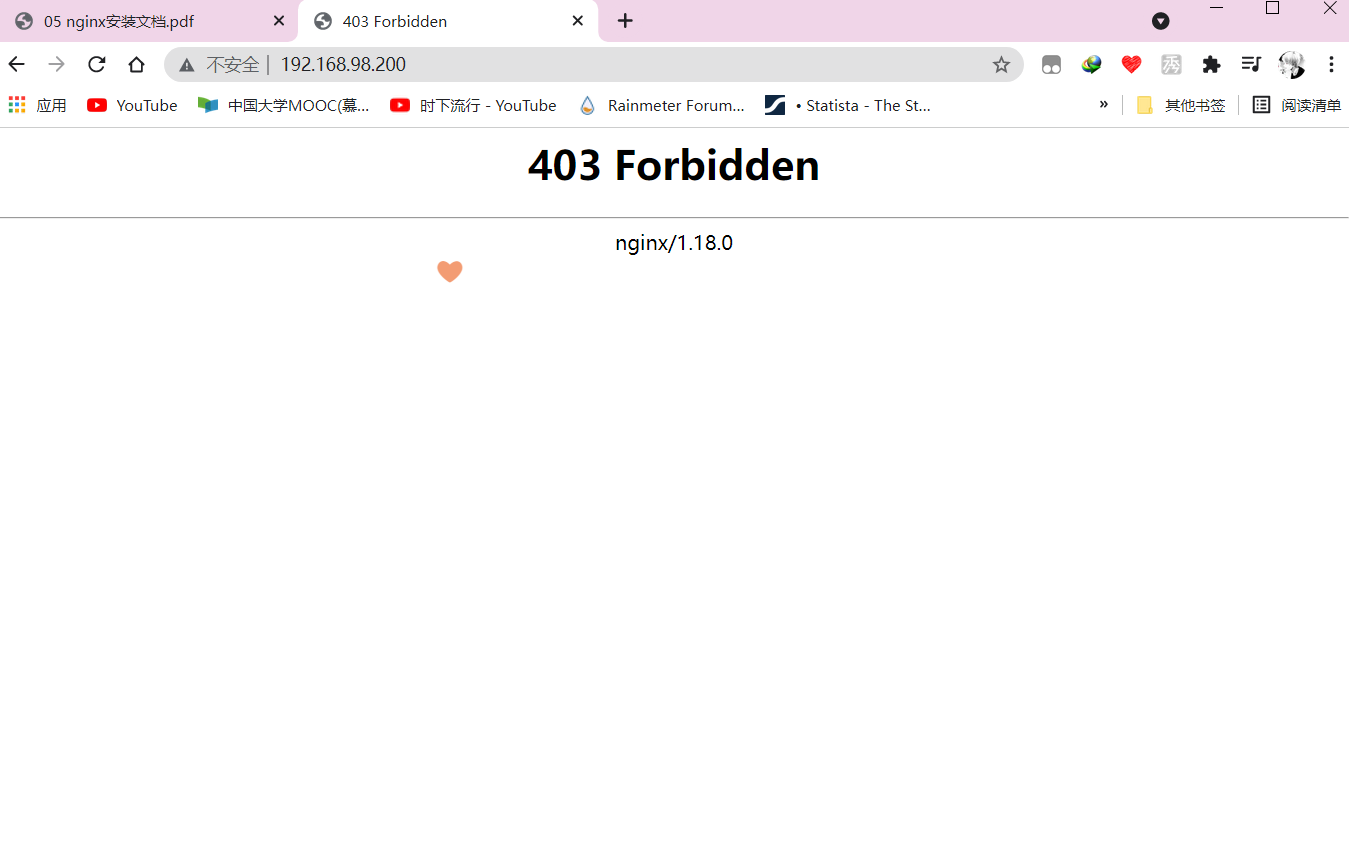 05 nginx安装文档.pdf
403 Forbidden
不安全 192.168.98.200
秀
应用 YouTube 中国大学MOOC(慕... 时下流行 - YouTube Rainmeter Forum... • Statista - The St... » 其他书签 阅读清单
403 Forbidden
nginx/1.18.0